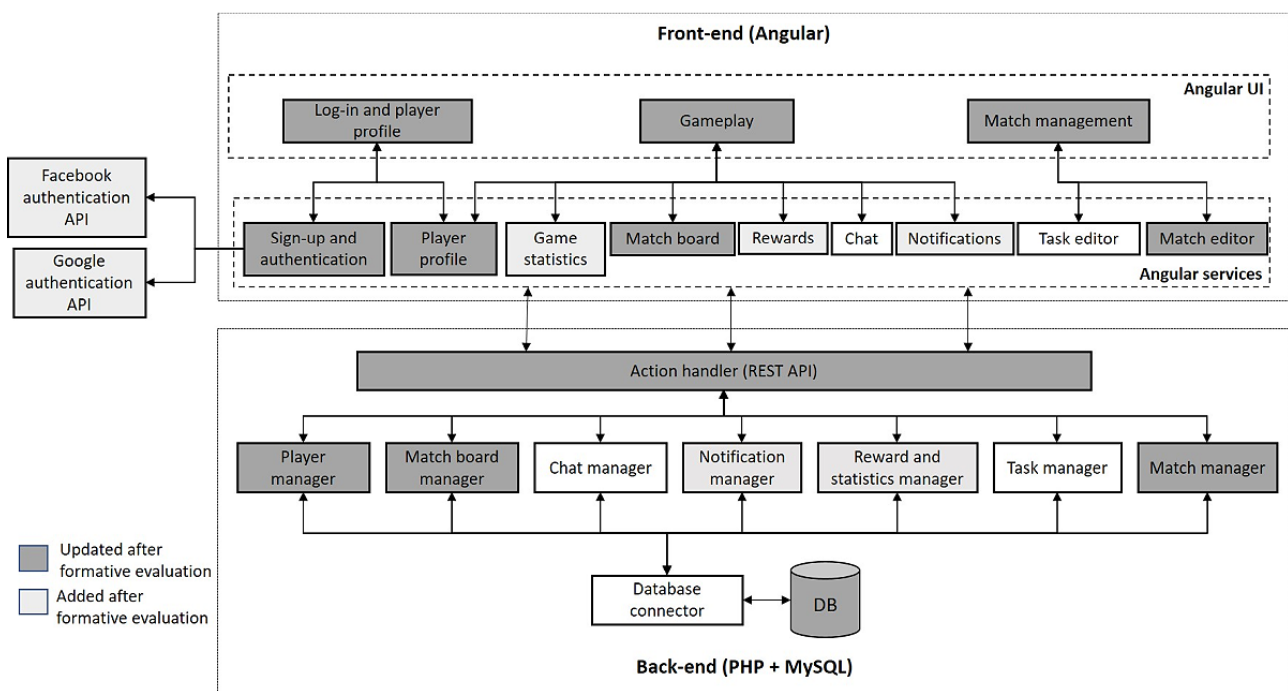 Front-end (Angular)
Angular UI
Log-in and player
profile
Gameplay
Match management
Facebook
authentication
API
Google
authentication
API
Sign-up and
authentication
Player
profile
Game
statistics
Match board
Rewards
Chat
Notifications
Task editor
Match editor
Angular services
Action handler (REST API)
Player
manager
Match board
manager
Chat manager
Notification
manager
Reward and
statistics manager
Task manager
Match manager
Updated after
formative evaluation
Added after
formative evaluation
Database
connector
DB
Back-end (PHP + MySQL)